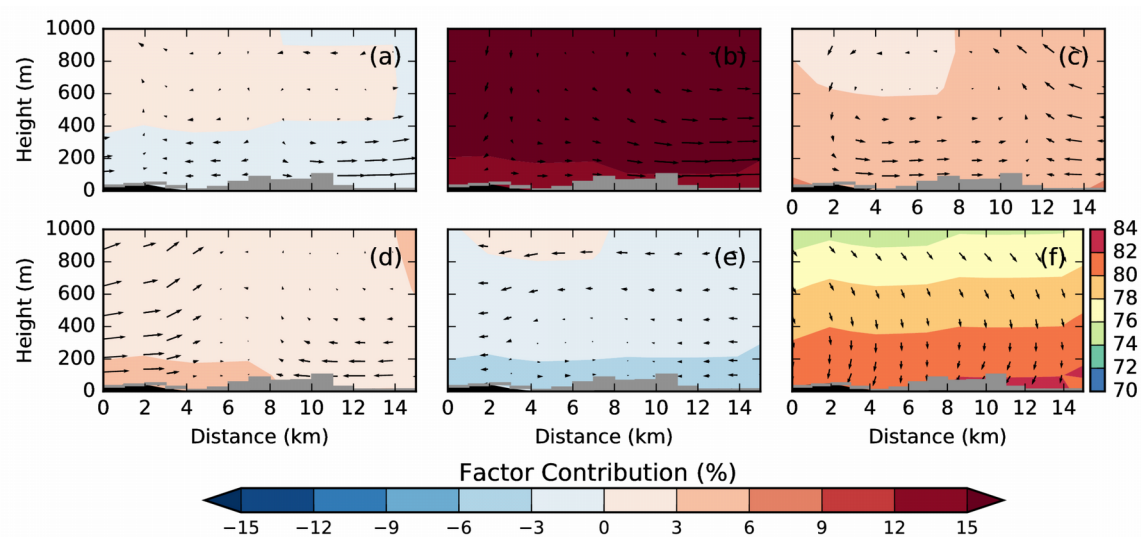 1000
800
600
400
200
0
Height (m)
(a)
(b)
(c)
0 2 4 6 8 10 12 14
1000
800
600
400
200
0
Height (m)
(d)
(e)
(f)
84
82
80
78
76
74
72
70
0 2 4 6 8 10 12 14
0 2 4 6 8 10 12 14
0 2 4 6 8 10 12 14
Distance (km)
Distance (km)
Distance (km)
Factor Contribution (%)
−15 −12 −9 −6 −3 0 3 6 9 12 15